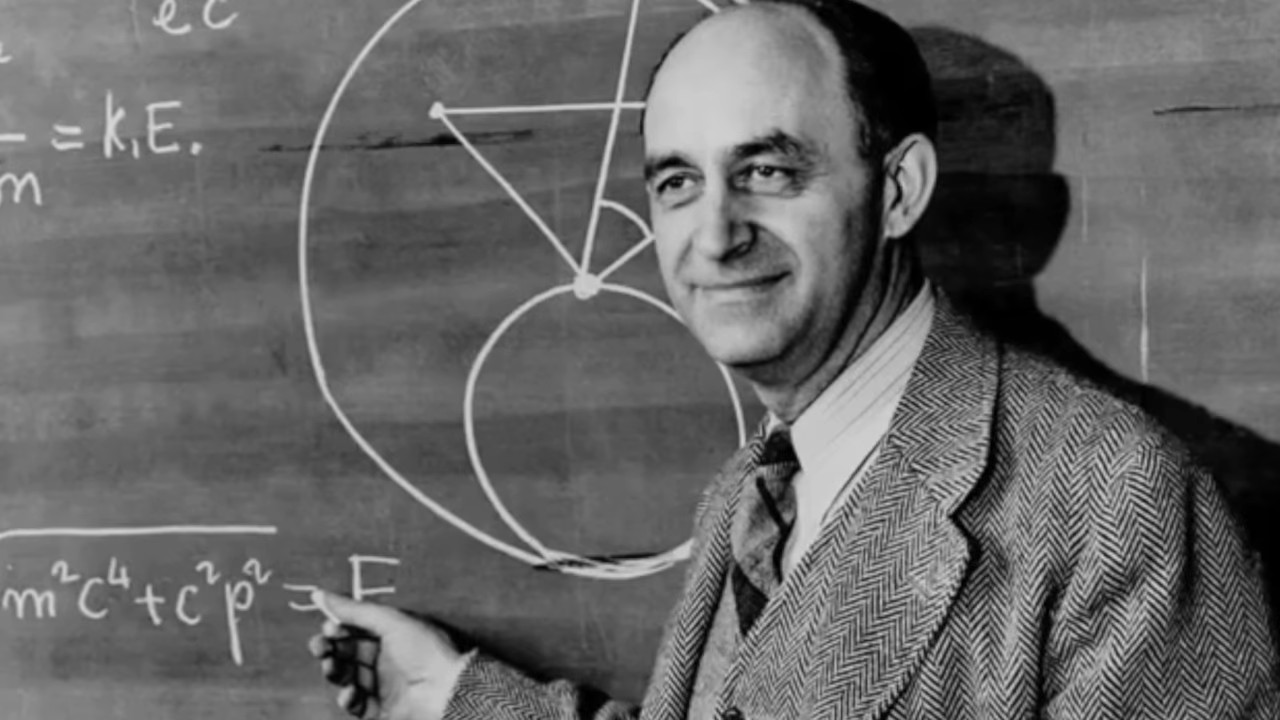 ec
= k₁E.
m
m²c⁴+c²p² = E